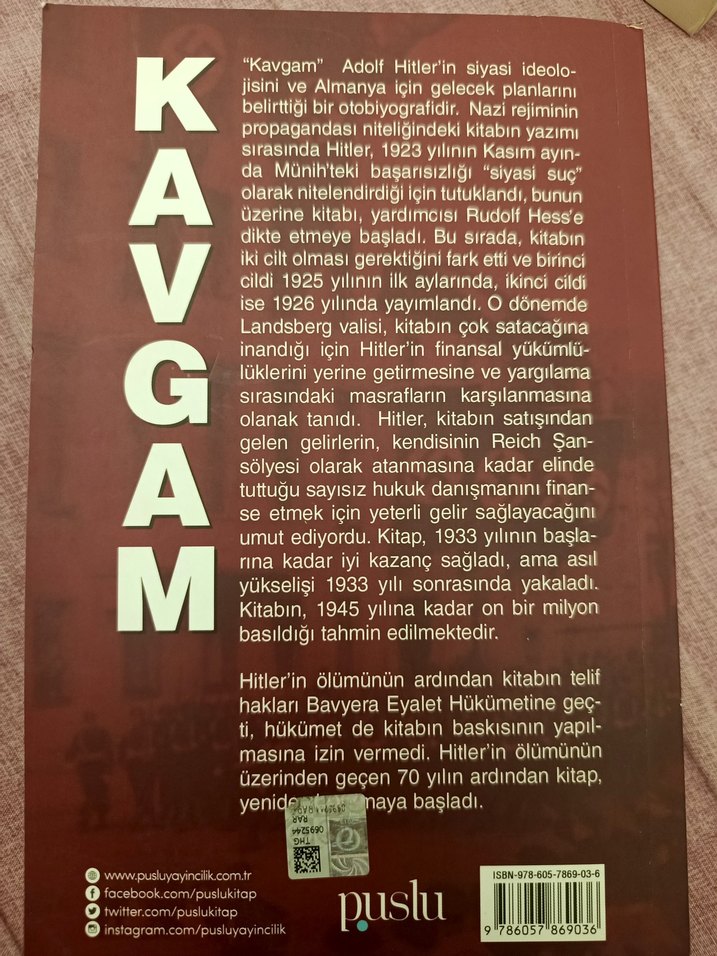 KAVGAM
“Kavgam” Adolf Hitler’in siyasi ideolo-
jisini ve Almanya için gelecek planlarını
belirttiği bir otobiyografidir. Nazi rejiminin
propagandası niteliğindeki kitabın yazımı
sırasında Hitler, 1923 yılının Kasım ayın-
da Münih’teki başarısızlığı “siyasi suç”
olarak nitelendirdiği için tutuklandı, bunun
üzerine kitabı, yardımcısı Rudolf Hess’e
dikte etmeye başladı. Bu sırada, kitabın
iki cilt olması gerektiğini fark etti ve birinci
cildi 1925 yılının ilk aylarında, ikinci cildi
ise 1926 yılında yayımlandı. O dönemde
Landsberg valisi, kitabın çok satacağına
inandığı için Hitler’in finansal yükümlü-
lüklerini yerine getirmesine ve yargılama
sırasındaki masrafların karşılanmasına
olanak tanıdı. Hitler, kitabın satışından
gelen gelirlerin, kendisinin Reich Şan-
sölyesi olarak atanmasına kadar elinde
tuttuğu sayısız hukuk danışmanını finan-
se etmek için yeterli gelir sağlayacağını
umut ediyordu. Kitap, 1933 yılının başla-
rına kadar iyi kazanç sağladı, ama asıl
yükselişi 1933 yılı sonrasında yakaladı.
Kitabın, 1945 yılına kadar on bir milyon
basıldığı tahmin edilmektedir.
Hitler’in ölümünün ardından kitabın telif
hakları Bavyera Eyalet Hükümetine geç-
ti, hükümet de kitabın baskısının yapıl-
masına izin vermedi. Hitler’in ölümünün
üzerinden geçen 70 yılın ardından kitap,
maya başladı.
THG
0695244
RAR
www.pusluyayincilik.com.tr
facebook.com/puslukitap
twitter.com/puslukitap
instagram.com/pusluyayincilik
puslu
ISBN-978-605-7869-03-6
9 786057 869036